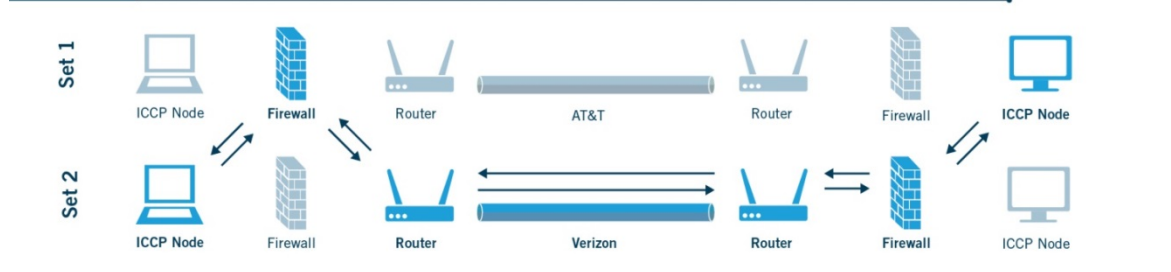 Set 1
ICCP Node
Firewall
Router
AT&T
Router
Firewall
ICCP Node
Set 2
ICCP Node
Firewall
Router
Verizon
Router
Firewall
ICCP Node